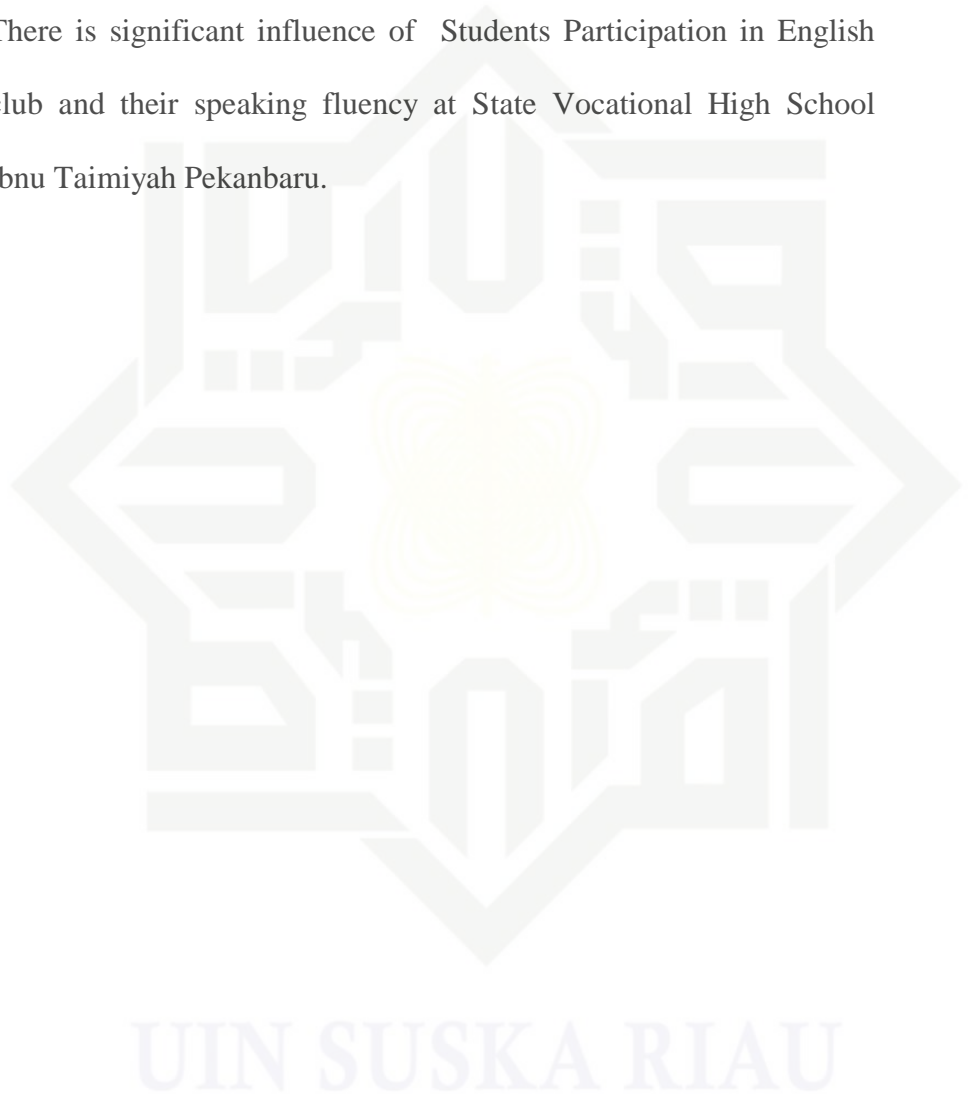 There is significant influence of Students Participation in English
club and their speaking fluency at State Vocational High School
bnu Taimiyah Pekanbaru.
UIN SUSKA RIAU